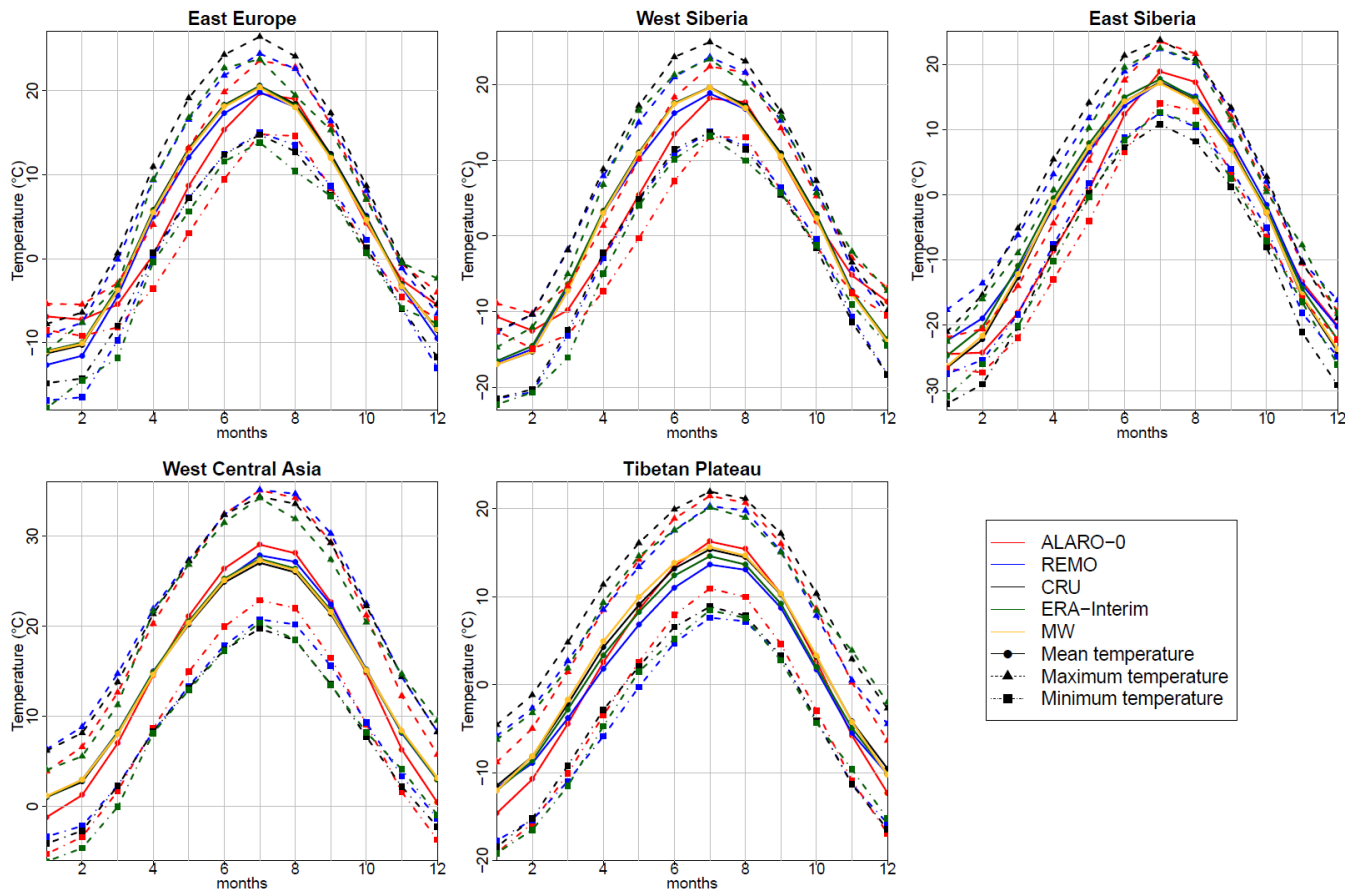 East Europe
Temperature (°C)
20
10
0
−10
2 4 6 8 10 12
months
West Siberia
Temperature (°C)
20
10
0
−10
−20
2 4 6 8 10 12
months
East Siberia
Temperature (°C)
20
10
0
−10
−20
−30
2 4 6 8 10 12
months
West Central Asia
Temperature (°C)
30
20
10
0
2 4 6 8 10 12
months
Tibetan Plateau
Temperature (°C)
20
10
0
−10
−20
2 4 6 8 10 12
months
ALARO−0
REMO
CRU
ERA−Interim
MW
Mean temperature
Maximum temperature
Minimum temperature